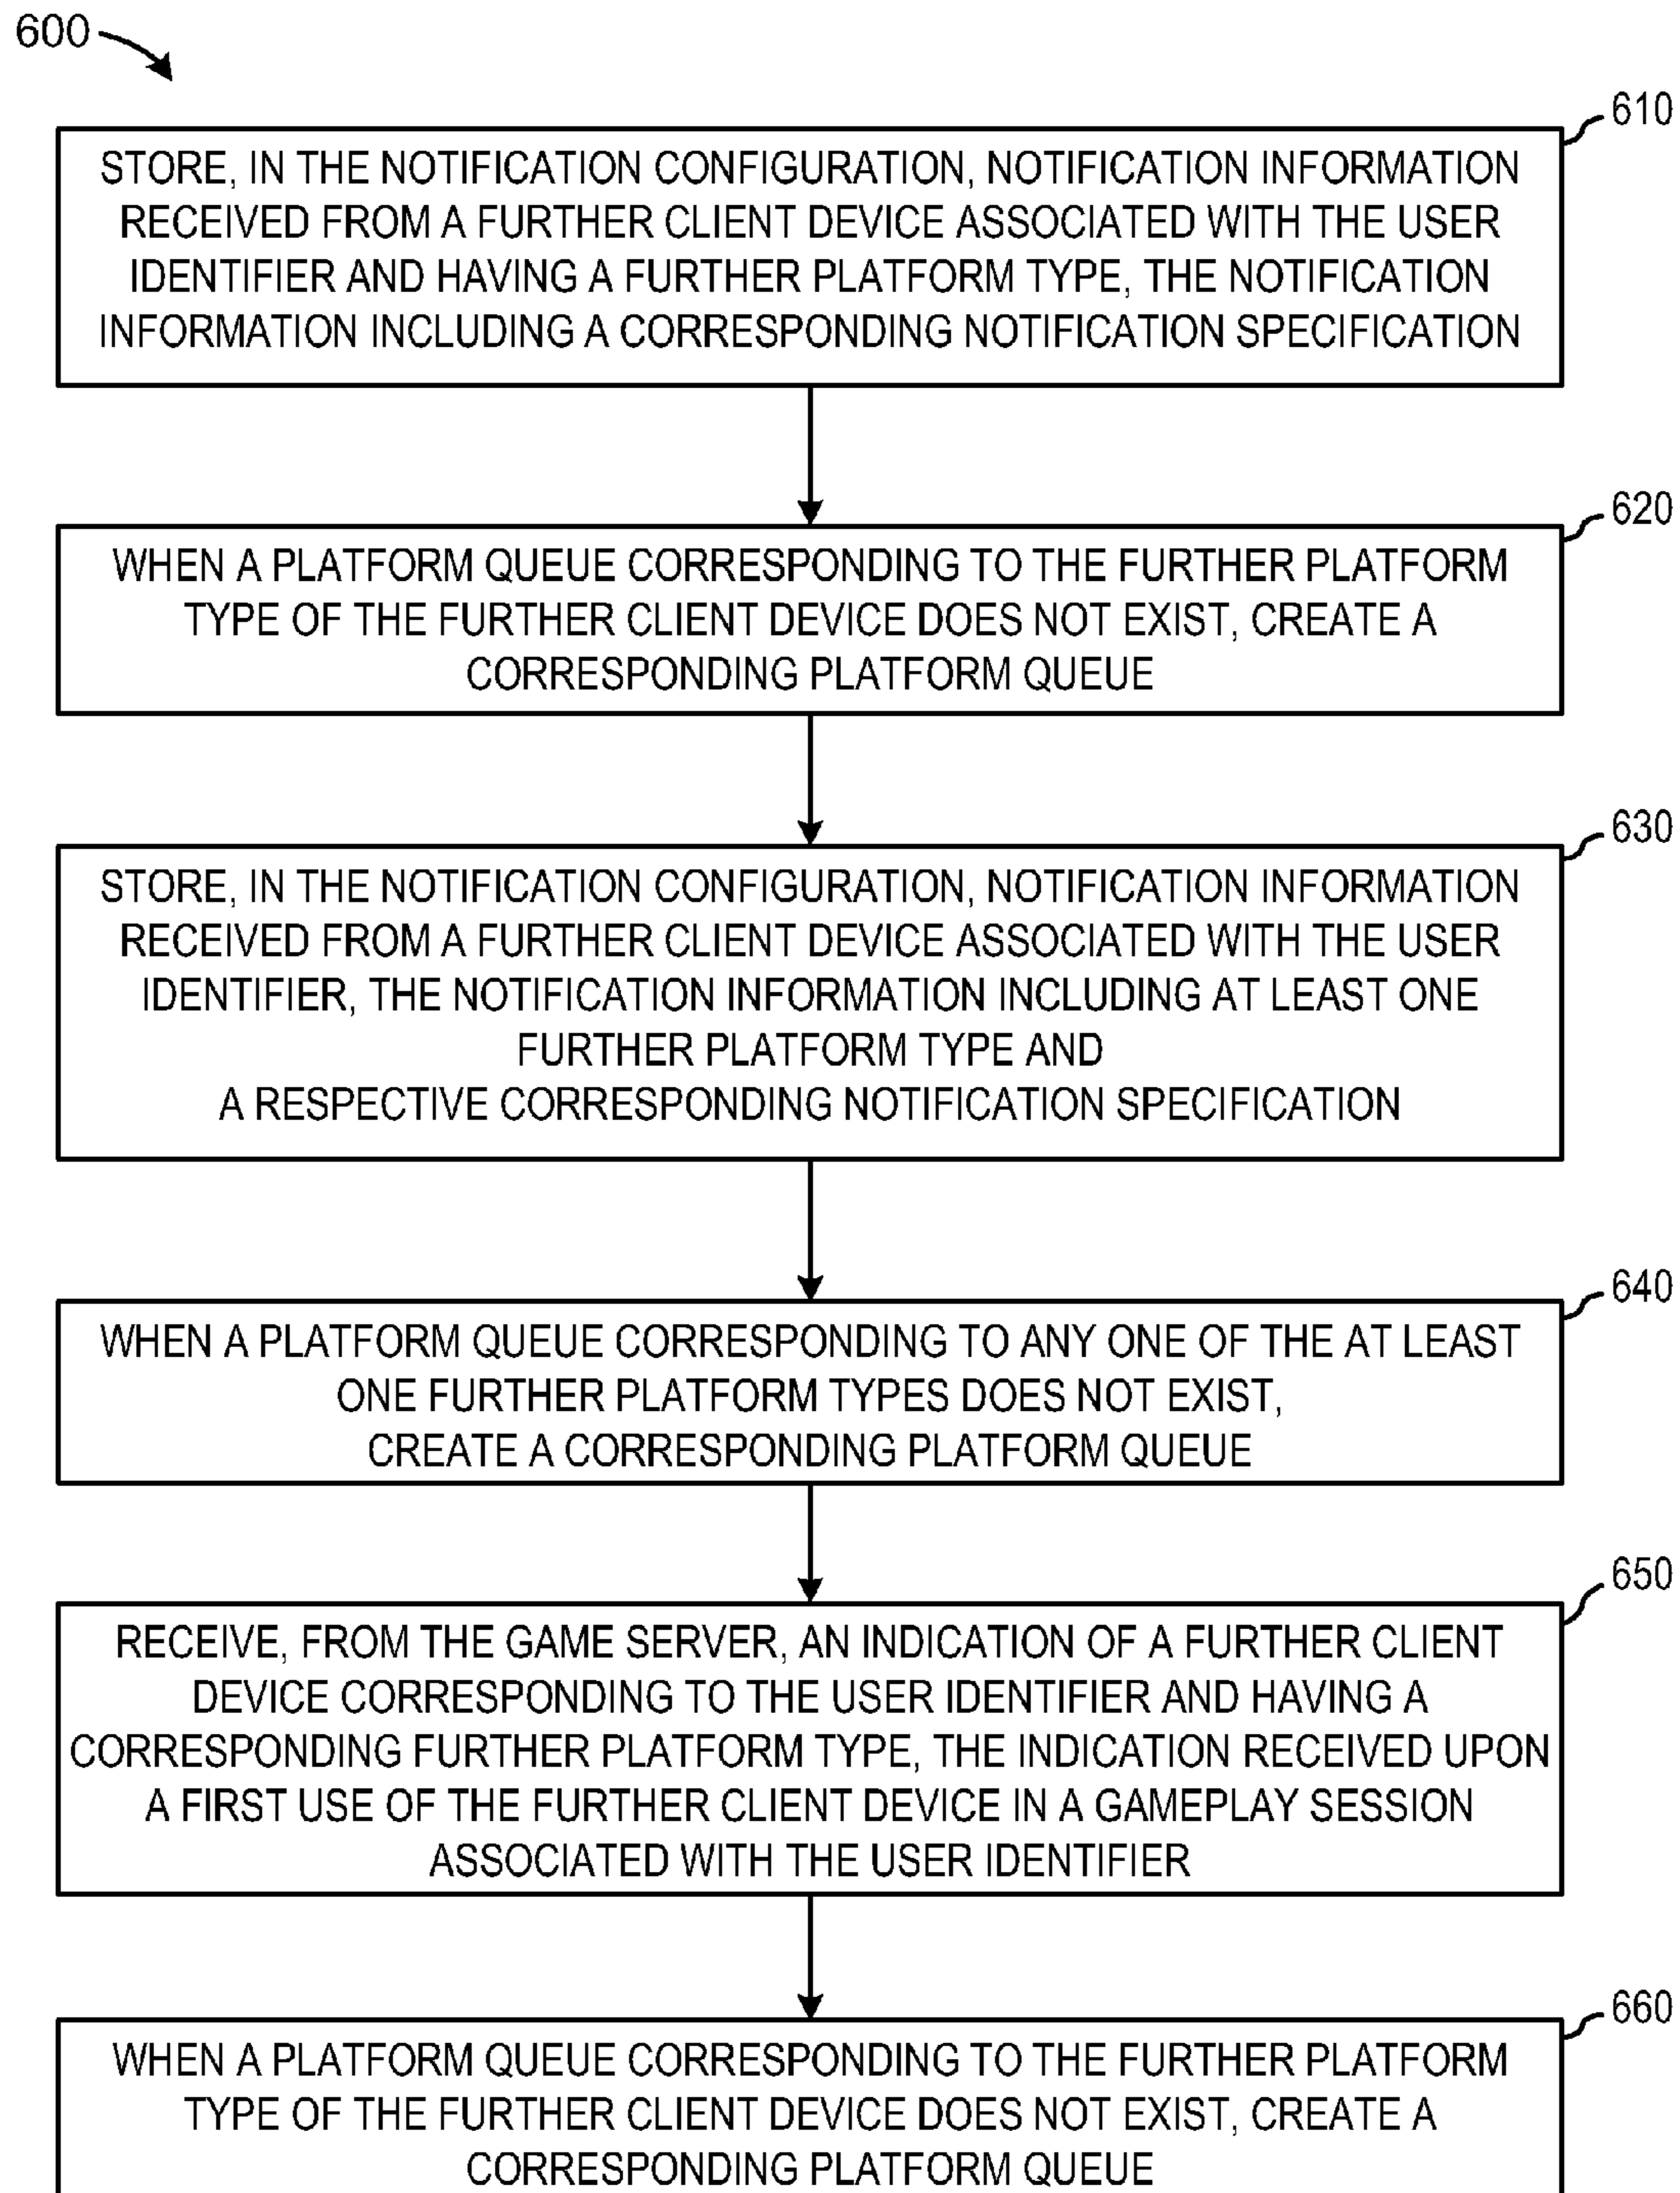 600
610
STORE, IN THE NOTIFICATION CONFIGURATION, NOTIFICATION INFORMATION
RECEIVED FROM A FURTHER CLIENT DEVICE ASSOCIATED WITH THE USER
IDENTIFIER AND HAVING A FURTHER PLATFORM TYPE, THE NOTIFICATION
INFORMATION INCLUDING A CORRESPONDING NOTIFICATION SPECIFICATION
620
WHEN A PLATFORM QUEUE CORRESPONDING TO THE FURTHER PLATFORM
TYPE OF THE FURTHER CLIENT DEVICE DOES NOT EXIST, CREATE A
CORRESPONDING PLATFORM QUEUE
630
STORE, IN THE NOTIFICATION CONFIGURATION, NOTIFICATION INFORMATION
RECEIVED FROM A FURTHER CLIENT DEVICE ASSOCIATED WITH THE USER
IDENTIFIER, THE NOTIFICATION INFORMATION INCLUDING AT LEAST ONE
FURTHER PLATFORM TYPE AND
A RESPECTIVE CORRESPONDING NOTIFICATION SPECIFICATION
640
WHEN A PLATFORM QUEUE CORRESPONDING TO ANY ONE OF THE AT LEAST
ONE FURTHER PLATFORM TYPES DOES NOT EXIST,
CREATE A CORRESPONDING PLATFORM QUEUE
650
RECEIVE, FROM THE GAME SERVER, AN INDICATION OF A FURTHER CLIENT
DEVICE CORRESPONDING TO THE USER IDENTIFIER AND HAVING A
CORRESPONDING FURTHER PLATFORM TYPE, THE INDICATION RECEIVED UPON
A FIRST USE OF THE FURTHER CLIENT DEVICE IN A GAMEPLAY SESSION
ASSOCIATED WITH THE USER IDENTIFIER
660
WHEN A PLATFORM QUEUE CORRESPONDING TO THE FURTHER PLATFORM
TYPE OF THE FURTHER CLIENT DEVICE DOES NOT EXIST, CREATE A
CORRESPONDING PLATFORM QUEUE